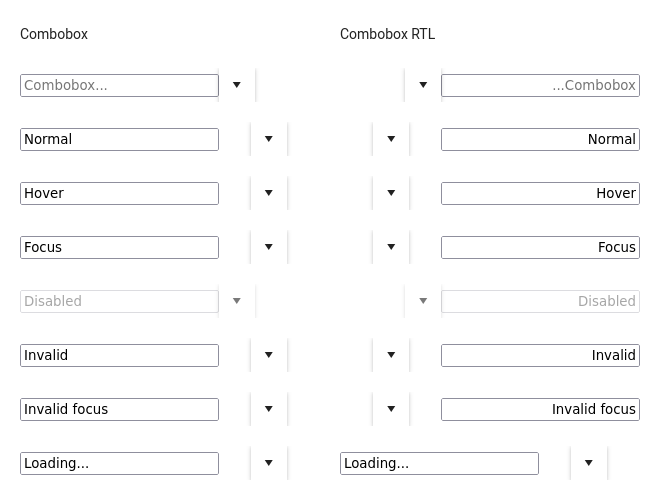 Combobox
Combobox RTL
Combobox...
...Combobox
Normal
Normal
Hover
Hover
Focus
Focus
Disabled
Disabled
Invalid
Invalid
Invalid focus
Invalid focus
Loading...
Loading...